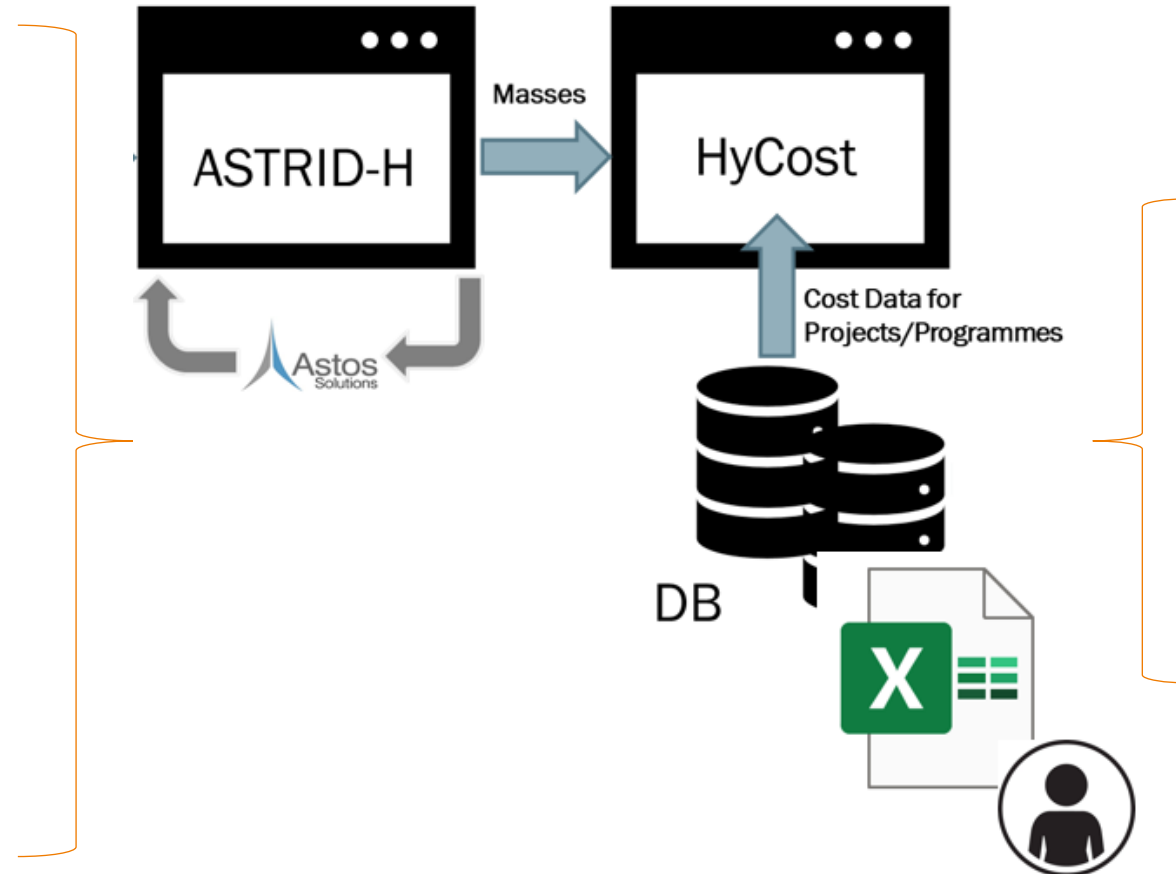 Masses
ASTRID-H
HyCost
Cost Data for
Projects/Programmes
Astos
Solutions
DB
X